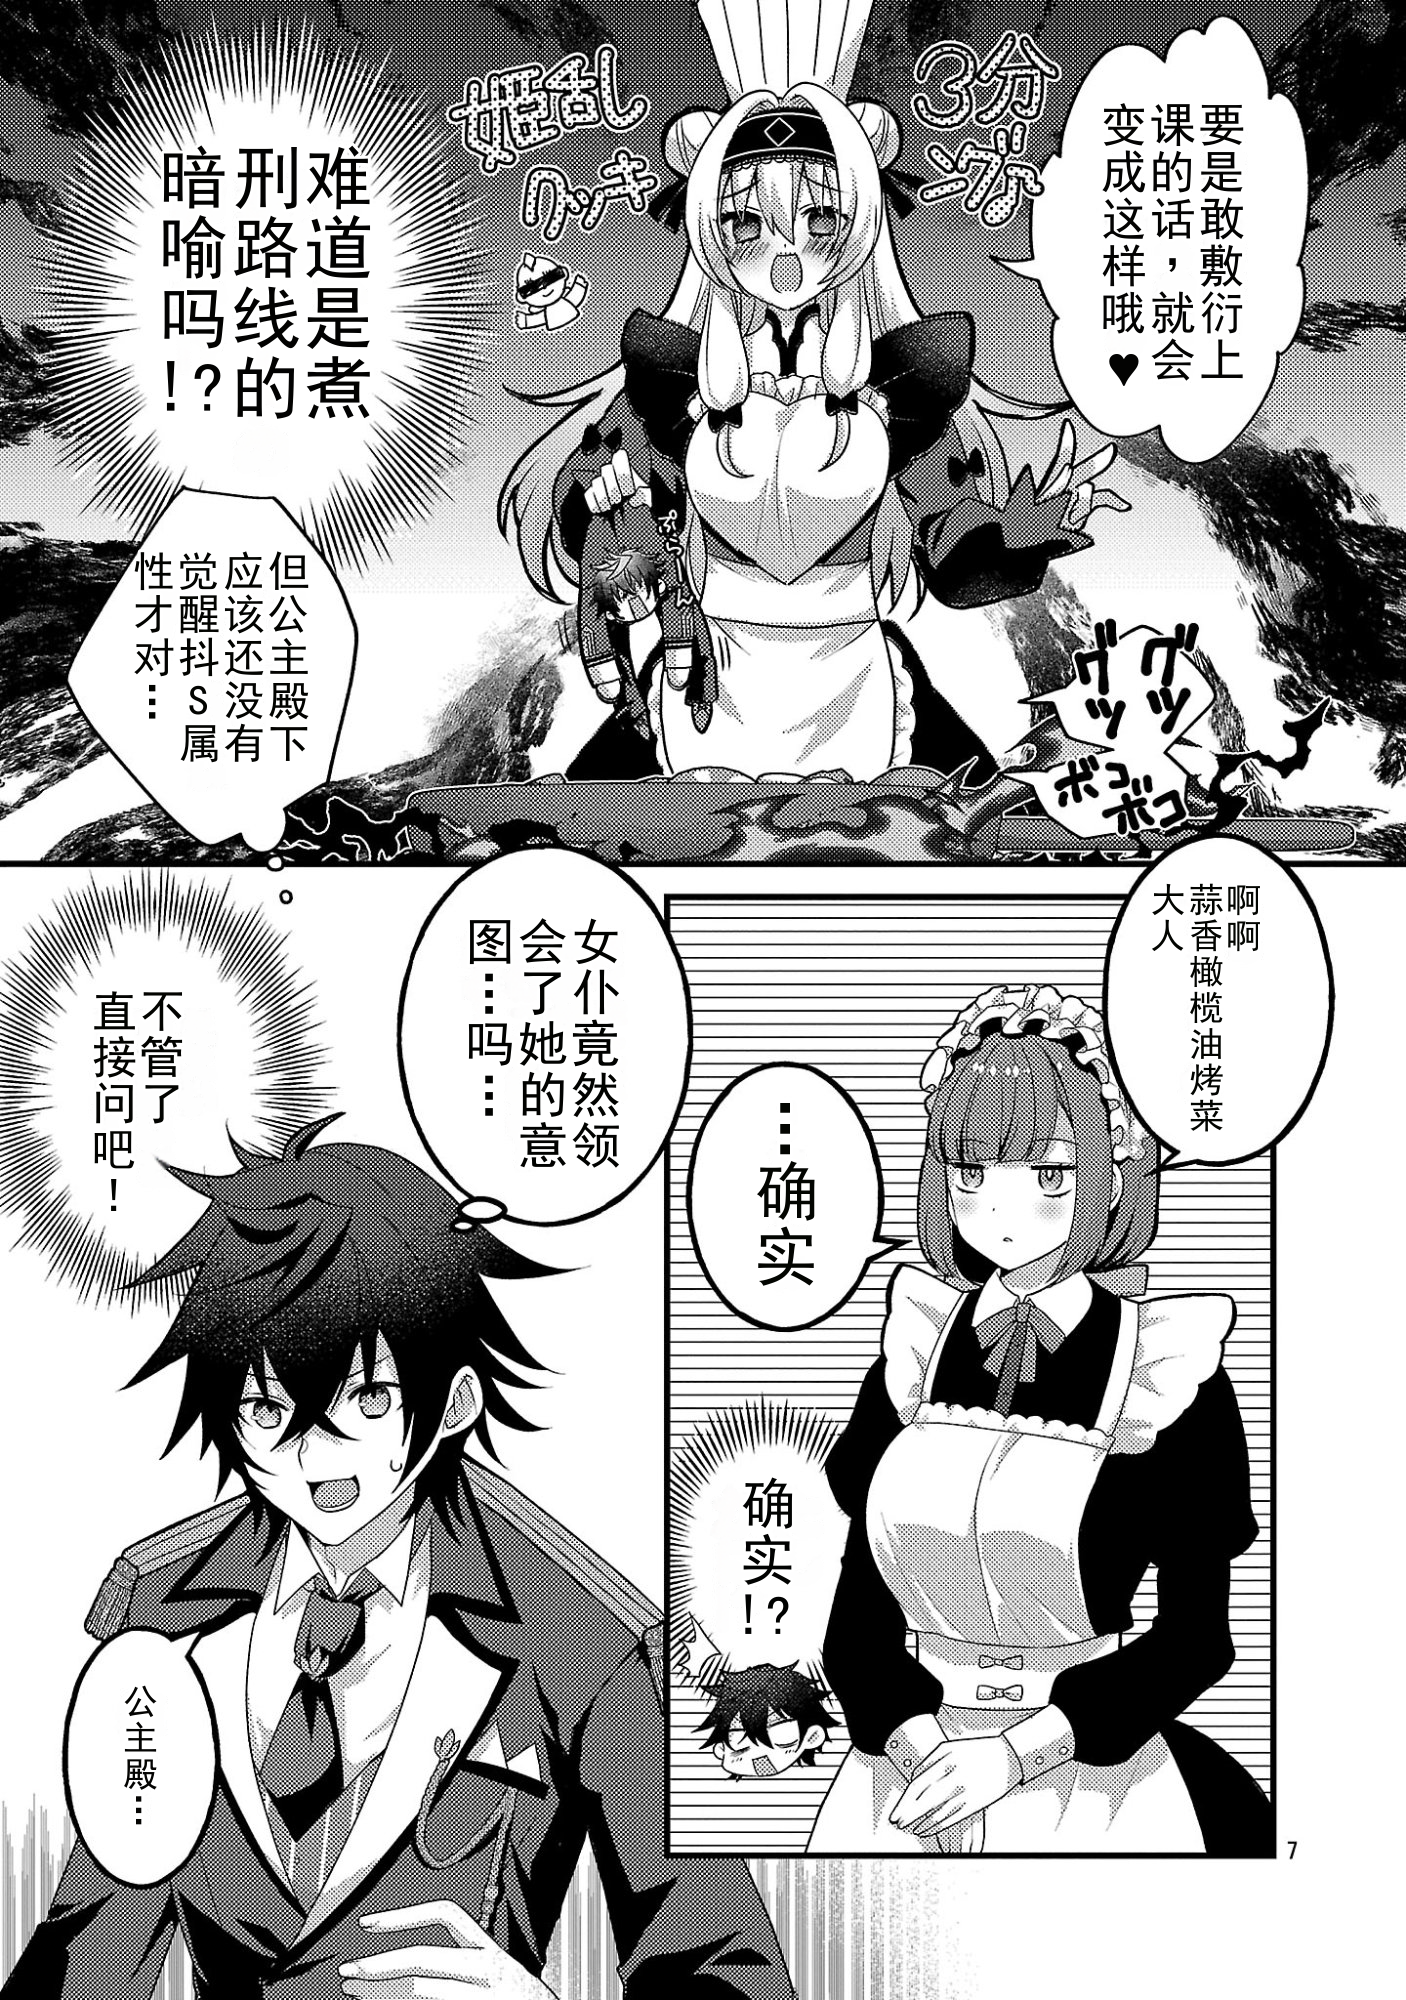 要是敢敷衍上
课的话，就会
变成这样哦♥
3分
姫乱
クッキ
难道是煮
刑路线的
暗喻吗!?
ぷらーん
但公主殿下
应该还没有
觉醒抖S属
性才对…
グッグッ
ボコボコ
啊啊
蒜香橄榄油烤菜
大人
…确实
女仆竟然领
会了她的意
图…吗…
确实!?
不管了
直接问吧！
公主殿…
7